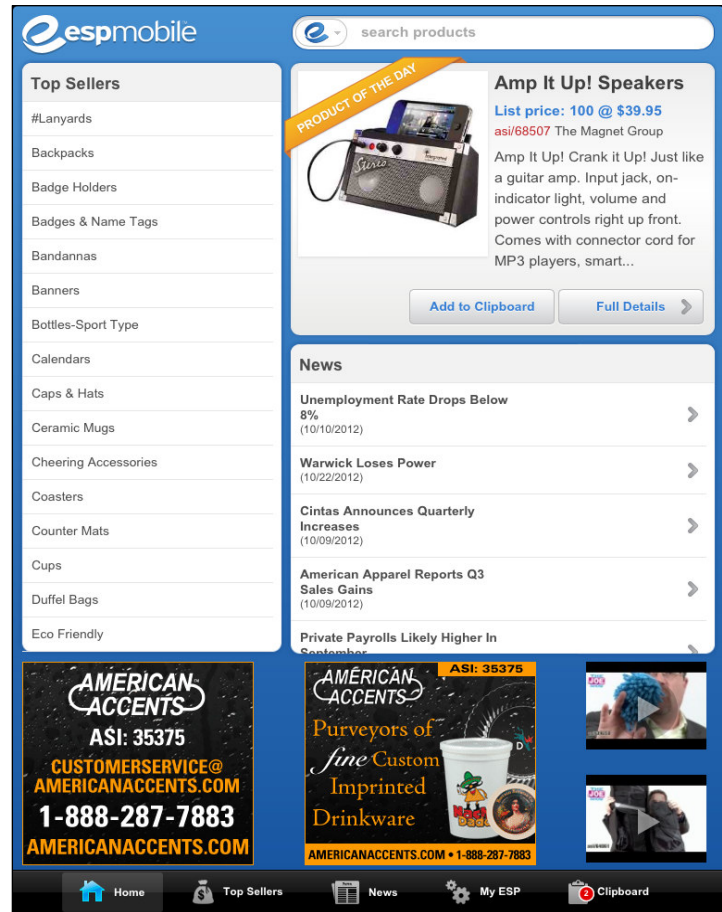 espmobile
search products
Top Sellers
#Lanyards
Backpacks
Badge Holders
Badges & Name Tags
Bandannas
Banners
Bottles-Sport Type
Calendars
Caps & Hats
Ceramic Mugs
Cheering Accessories
Coasters
Counter Mats
Cups
Duffel Bags
Eco Friendly
PRODUCT OF THE DAY
Stereo
Amp It Up! Speakers
List price: 100 @ $39.95
asi/68507 The Magnet Group
Amp It Up! Crank it Up! Just like
a guitar amp. Input jack, on-
indicator light, volume and
power controls right up front.
Comes with connector cord for
MP3 players, smart...
Add to Clipboard
Full Details
News
Unemployment Rate Drops Below
8%
(10/10/2012)
Warwick Loses Power
(10/22/2012)
Cintas Announces Quarterly
Increases
(10/09/2012)
American Apparel Reports Q3
Sales Gains
(10/09/2012)
Private Payrolls Likely Higher In
September
AMERICAN
ACCENTS
ASI: 35375
CUSTOMERSERVICE@
AMERICANACCENTS.COM
1-888-287-7883
AMERICANACCENTS.COM
ASI: 35375
AMERICAN
ACCENTS
Purveyors of
fine Custom
Imprinted
Drinkware
AMERICANACCENTS.COM • 1-888-287-7883
JOE
JOE
Home
Top Sellers
News
My ESP
2
Clipboard